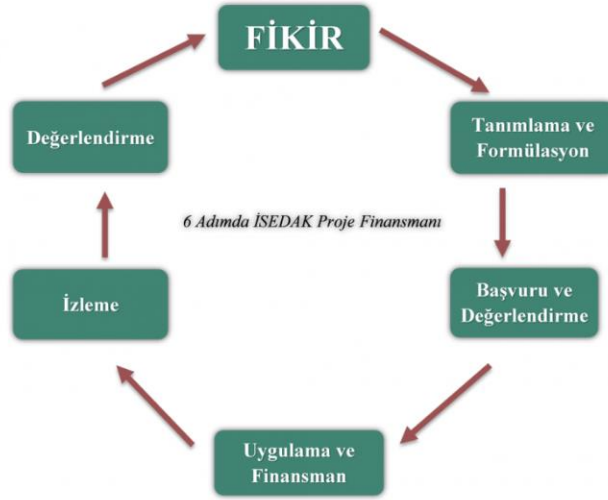 FİKİR
Tanımlama ve
Formülasyon
Başvuru ve
Değerlendirme
Uygulama ve
Finansman
İzleme
Değerlendirme
6 Adımda İSEDAK Proje Finansmanı